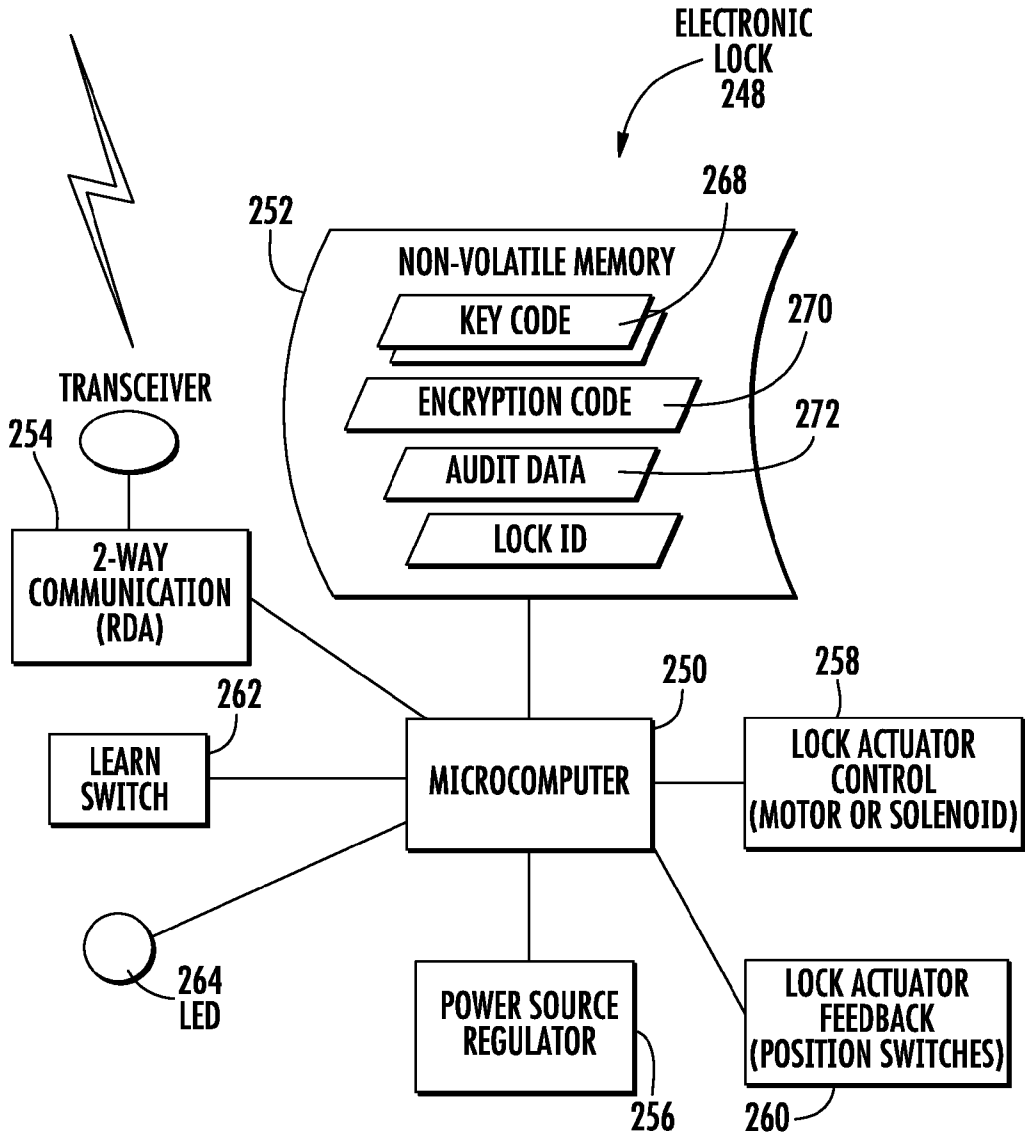 ELECTRONIC
LOCK
248
268
252
NON-VOLATILE MEMORY
KEY CODE
270
ENCRYPTION CODE
272
AUDIT DATA
LOCK ID
TRANSCEIVER
254
2-WAY
COMMUNICATION
(RDA)
262
LEARN
SWITCH
250
MICROCOMPUTER
258
LOCK ACTUATOR
CONTROL
(MOTOR OR SOLENOID)
264
LED
POWER SOURCE
REGULATOR
256
LOCK ACTUATOR
FEEDBACK
(POSITION SWITCHES)
260